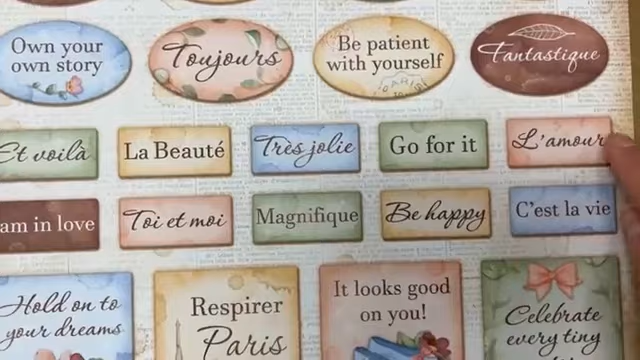 Own your
own story
Toujours
Be patient
with yourself
Fantastique
Et voilà
La Beauté
Très jolie
Go for it
L'amour
am in love
Toi et moi
Magnifique
Be happy
C'est la vie
Hold on to
your dreams
Respirer
Paris
It looks good
on you!
Celebrate
every tiny